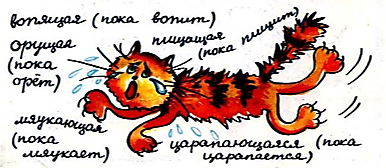 вопящая (пока вопит)
орущая
(пока
орёт)
пищащая
(пока пищит)
мяукающая
(пока
мяукает)
царапающаяся (пока
царапается)